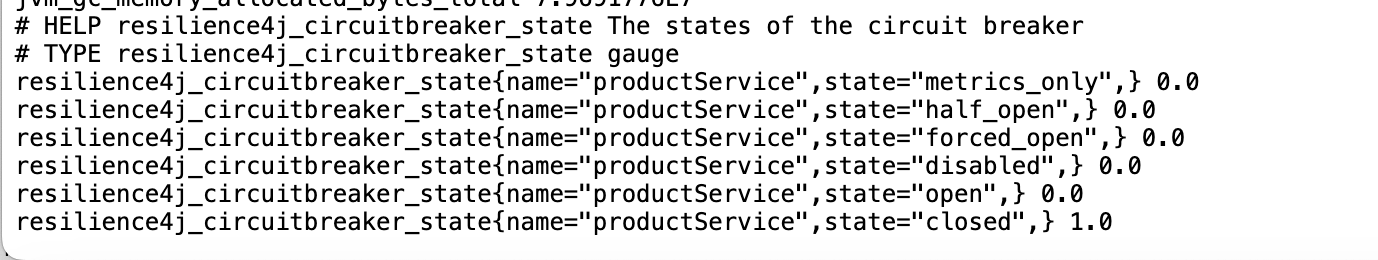 # HELP resilience4j_circuitbreaker_state The states of the circuit breaker
# TYPE resilience4j_circuitbreaker_state gauge
resilience4j_circuitbreaker_state{name="productService",state="metrics_only",} 0.0
resilience4j_circuitbreaker_state{name="productService",state="half_open",} 0.0
resilience4j_circuitbreaker_state{name="productService",state="forced_open",} 0.0
resilience4j_circuitbreaker_state{name="productService",state="disabled",} 0.0
resilience4j_circuitbreaker_state{name="productService",state="open",} 0.0
resilience4j_circuitbreaker_state{name="productService",state="closed",} 1.0